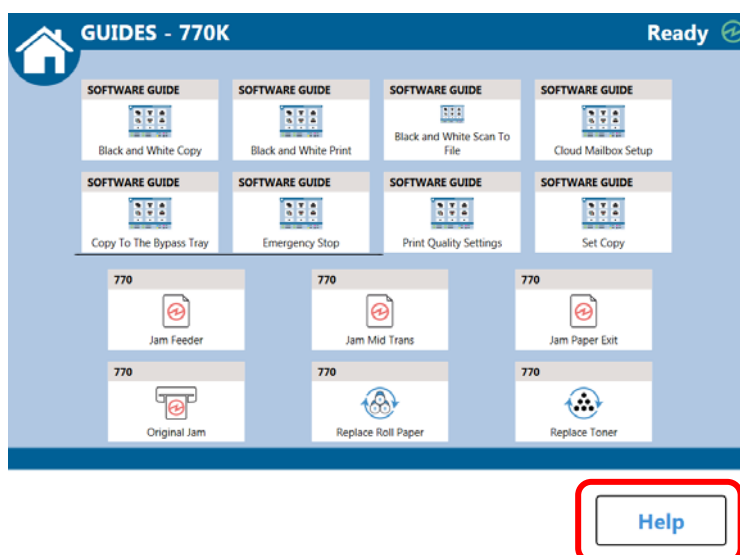 GUIDES - 770K
Ready
SOFTWARE GUIDE
SOFTWARE GUIDE
SOFTWARE GUIDE
SOFTWARE GUIDE
Black and White Copy
Black and White Print
Black and White Scan To
File
Cloud Mailbox Setup
SOFTWARE GUIDE
SOFTWARE GUIDE
SOFTWARE GUIDE
SOFTWARE GUIDE
Copy To The Bypass Tray
Emergency Stop
Print Quality Settings
Set Copy
770
770
770
Jam Feeder
Jam Mid Trans
Jam Paper Exit
770
770
770
Original Jam
Replace Roll Paper
Replace Toner
Help